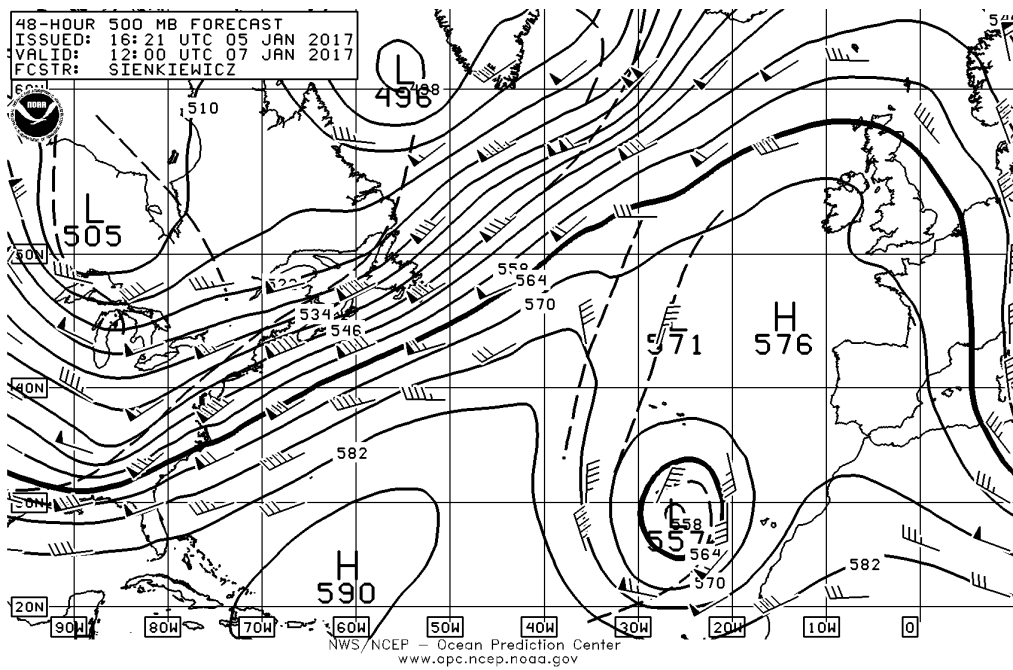 48-HOUR 500 MB FORECAST
ISSUED: 16:21 UTC 05 JAN 2017
VALID: 12:00 UTC 07 JAN 2017
FCSTR: SIENKIEWICZ
NOAA
L
498
496
510
L
505
50N
522
534
546
558
564
570
L
571
H
576
40N
582
30N
L
558
557
564
570
582
H
590
20N
90W
80W
70W
60W
50W
40W
30W
20W
10W
0
NWS/NCEP – Ocean Prediction Center
www.opc.ncep.noaa.gov